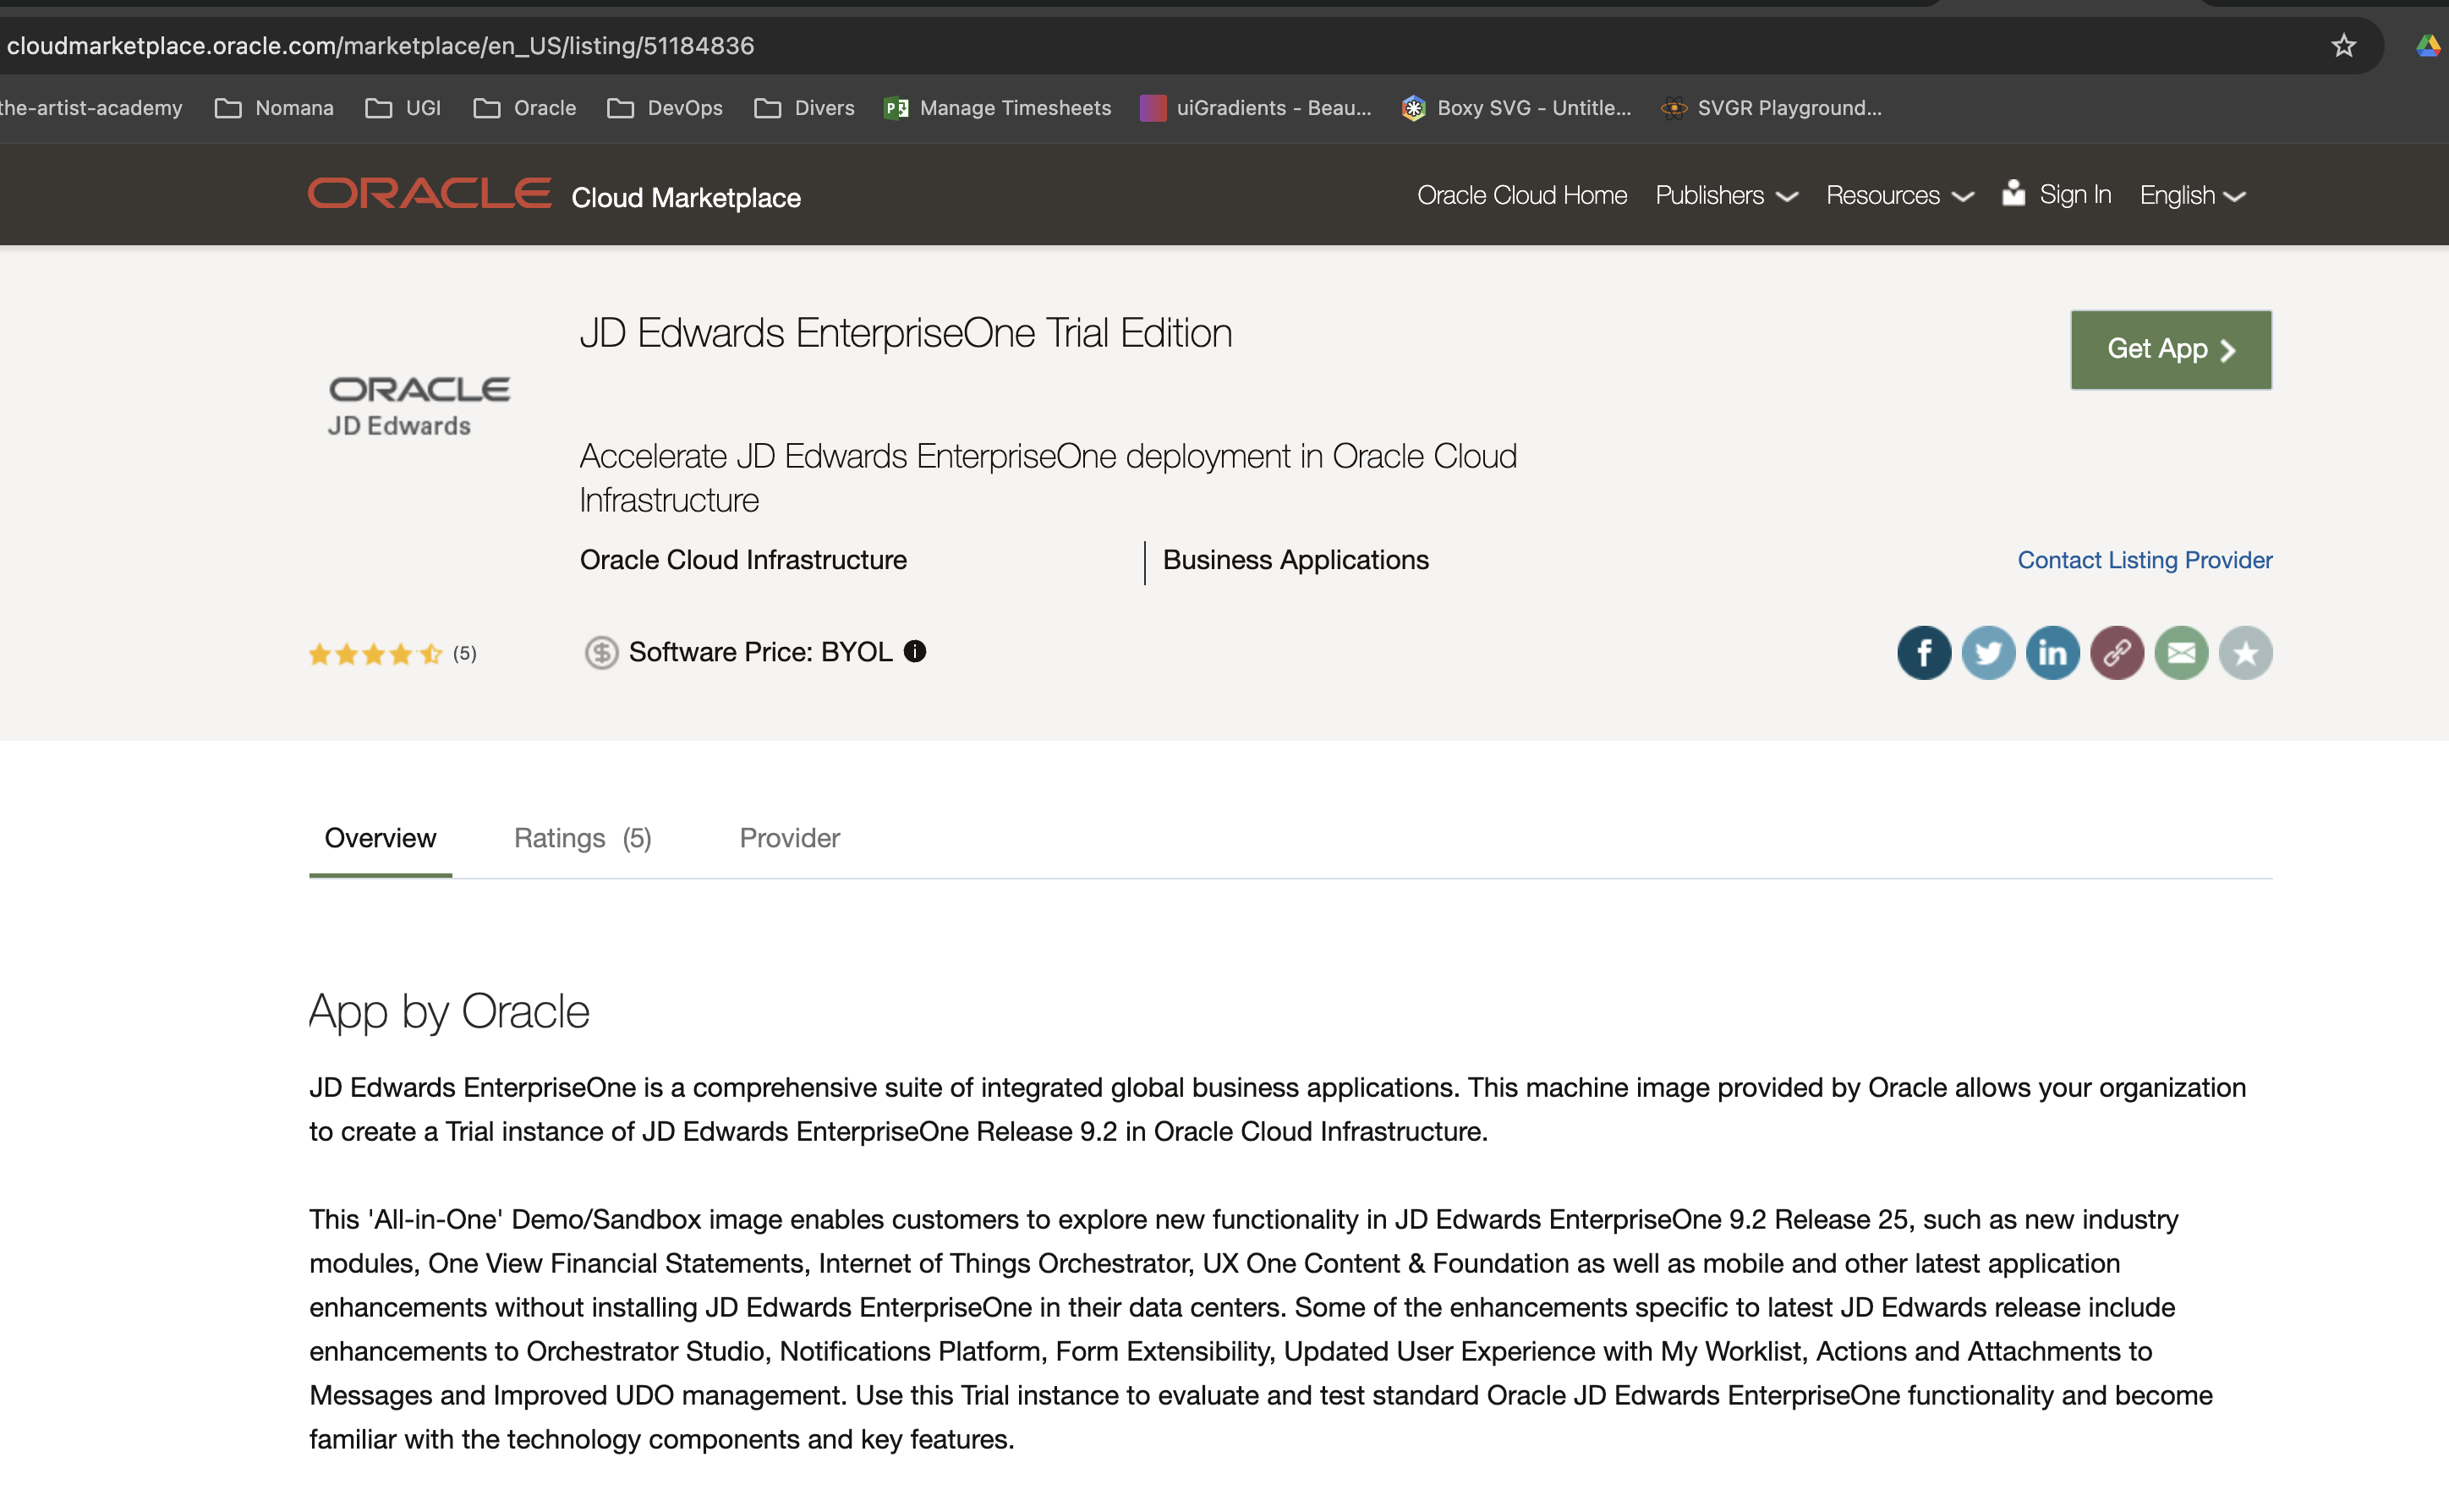 cloudmarketplace.oracle.com/marketplace/en_US/listing/51184836
the-artist-academy Nomana UGI Oracle DevOps Divers Manage Timesheets uiGradients - Beau... Boxy SVG - Untitle... SVGR Playground...
ORACLE Cloud Marketplace Oracle Cloud Home Publishers Resources Sign In English
JD Edwards EnterpriseOne Trial Edition
Get App
ORACLE
JD Edwards
Accelerate JD Edwards EnterpriseOne deployment in Oracle Cloud
Infrastructure
Oracle Cloud Infrastructure Business Applications Contact Listing Provider
(5) Software Price: BYOL
Overview Ratings (5) Provider
App by Oracle
JD Edwards EnterpriseOne is a comprehensive suite of integrated global business applications. This machine image provided by Oracle allows your organization
to create a Trial instance of JD Edwards EnterpriseOne Release 9.2 in Oracle Cloud Infrastructure.
This 'All-in-One' Demo/Sandbox image enables customers to explore new functionality in JD Edwards EnterpriseOne 9.2 Release 25, such as new industry
modules, One View Financial Statements, Internet of Things Orchestrator, UX One Content & Foundation as well as mobile and other latest application
enhancements without installing JD Edwards EnterpriseOne in their data centers. Some of the enhancements specific to latest JD Edwards release include
enhancements to Orchestrator Studio, Notifications Platform, Form Extensibility, Updated User Experience with My Worklist, Actions and Attachments to
Messages and Improved UDO management. Use this Trial instance to evaluate and test standard Oracle JD Edwards EnterpriseOne functionality and become
familiar with the technology components and key features.